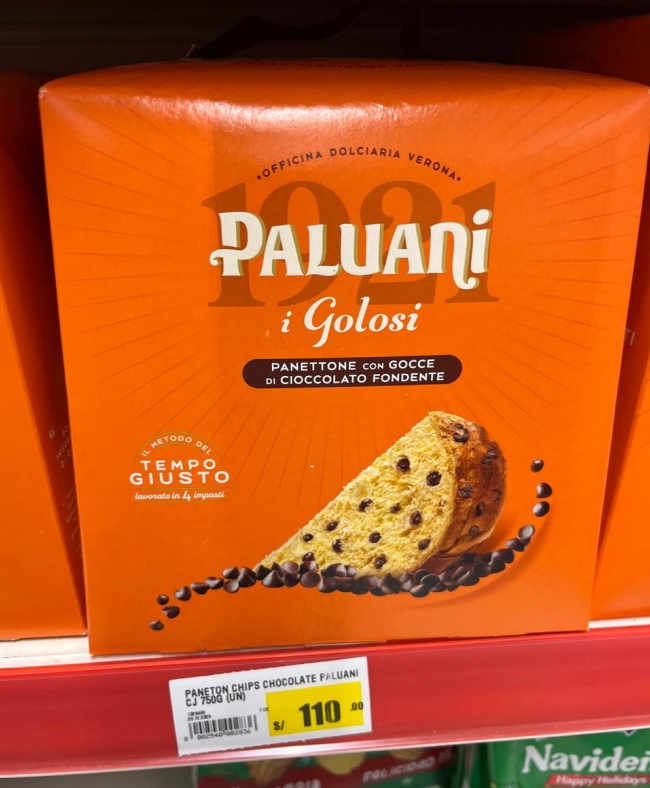 •OFFICINA DOLCIARIA VERONA•
1921
PALUANI
i Golosi
PANETTONE CON GOCCE
DI CIOCCOLATO FONDENTE
IL METODO DEL
TEMPO
GIUSTO
lavorato in 4 impasti
PANETON CHIPS CHOCOLATE PALUANI
CJ 750G (UN)
S/ 110.00
Navide
Happy Holidays